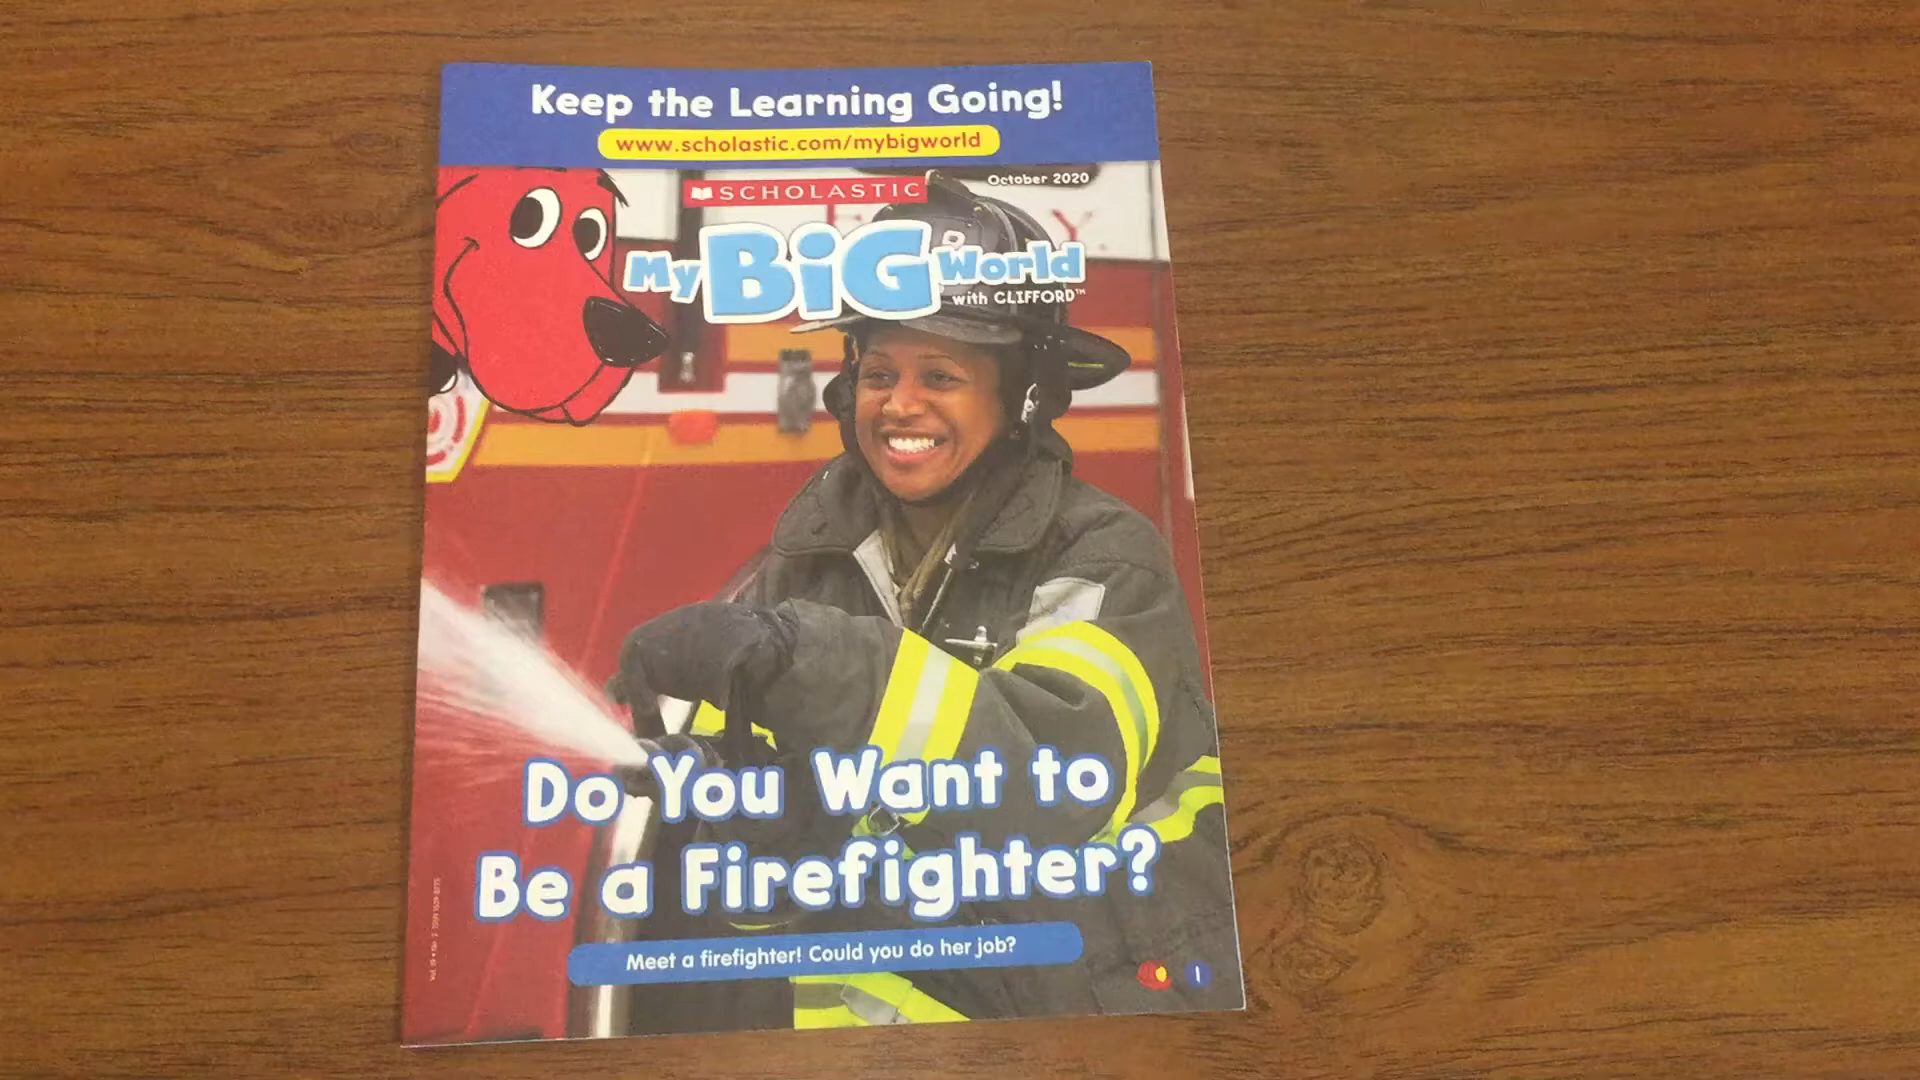 Keep the Learning Going!
www.scholastic.com/mybigworld
SCHOLASTIC
October 2020
My BiG World
with CLIFFORD™
Do You Want to
Be a Firefighter?
Meet a firefighter! Could you do her job?
1